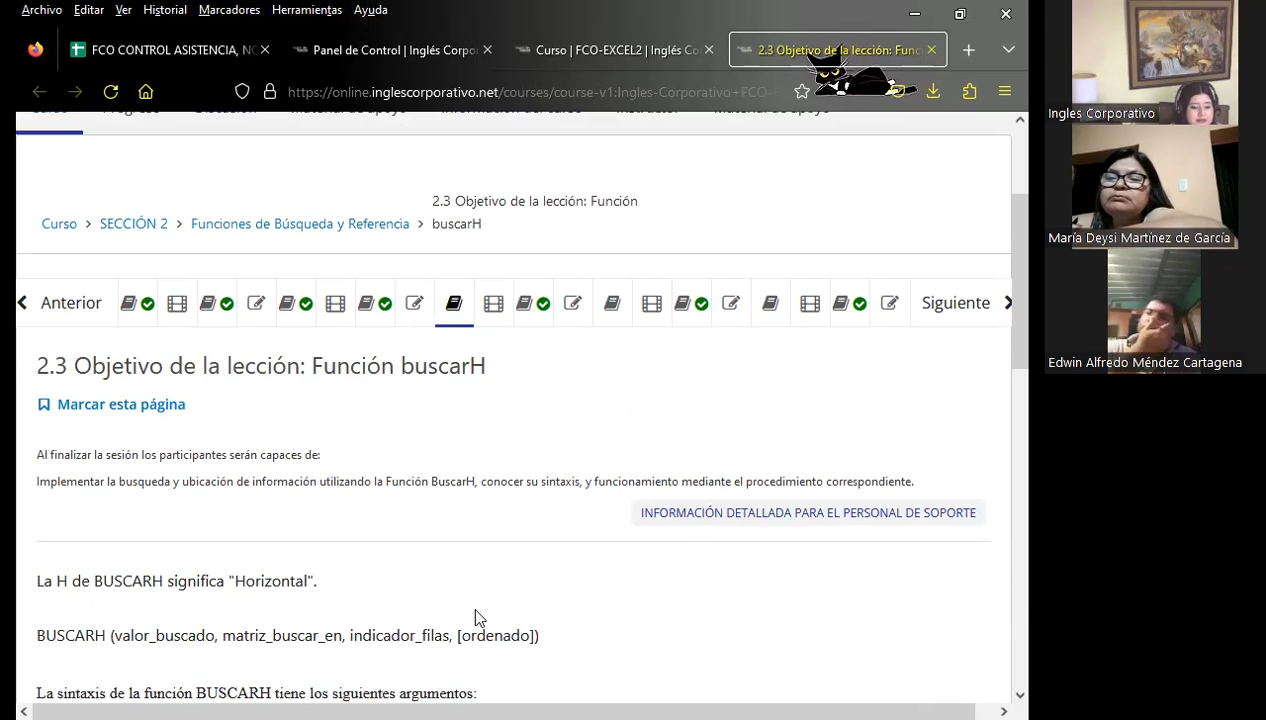 Archivo Editar Ver Historial Marcadores Herramientas Ayuda
FCO CONTROL ASISTENCIA, NO
Panel de Control | Inglés Corpor
Curso | FCO-EXCEL2 | Inglés Co
2.3 Objetivo de la lección: Func
https://online.inglescorporativo.net/courses/course-v1:Ingles-Corporativo+FCO-E
2.3 Objetivo de la lección: Función
Curso > SECCIÓN 2 > Funciones de Búsqueda y Referencia > buscarH
Anterior
Siguiente
2.3 Objetivo de la lección: Función buscarH
Marcar esta página
Al finalizar la sesión los participantes serán capaces de:
Implementar la busqueda y ubicación de información utilizando la Función BuscarH, conocer su sintaxis, y funcionamiento mediante el procedimiento correspondiente.
INFORMACIÓN DETALLADA PARA EL PERSONAL DE SOPORTE
La H de BUSCARH significa "Horizontal".
BUSCARH (valor_buscado, matriz_buscar_en, indicador_filas, [ordenado])
La sintaxis de la función BUSCARH tiene los siguientes argumentos:
Ingles Corporativo
María Deysi Martínez de García
Edwin Alfredo Méndez Cartagena